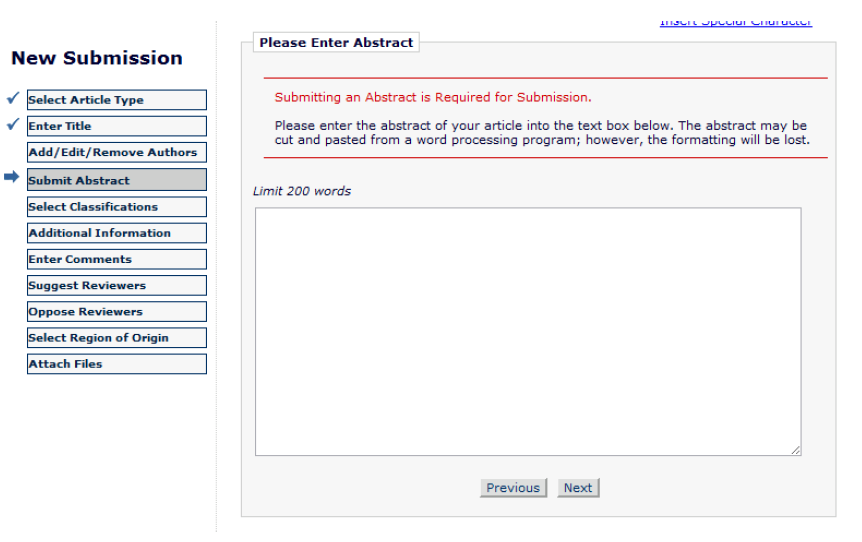 Insert Special Character
New Submission
Select Article Type
Enter Title
Add/Edit/Remove Authors
Submit Abstract
Select Classifications
Additional Information
Enter Comments
Suggest Reviewers
Oppose Reviewers
Select Region of Origin
Attach Files
Please Enter Abstract
Submitting an Abstract is Required for Submission.
Please enter the abstract of your article into the text box below. The abstract may be
cut and pasted from a word processing program; however, the formatting will be lost.
Limit 200 words
Previous Next